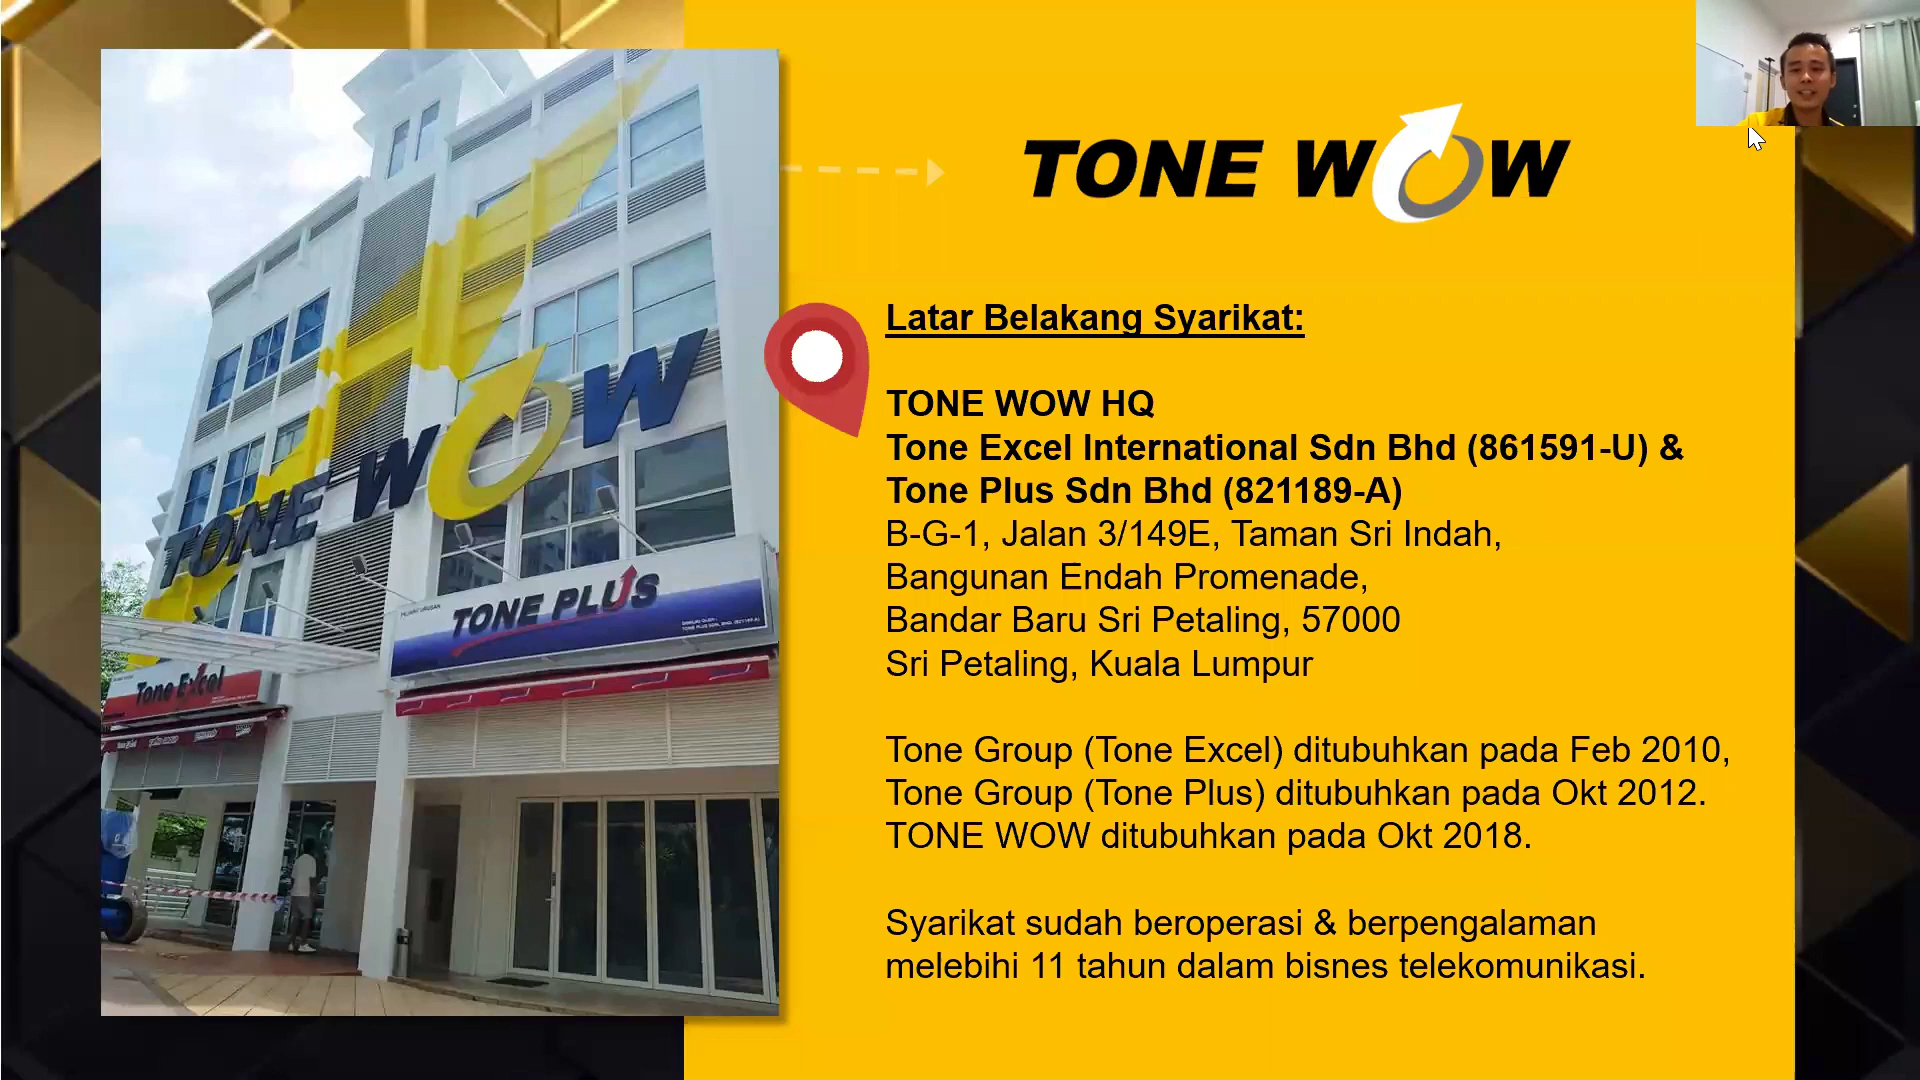 TONE WOW
TONE PLUS
Tone Excel
TONE WOW
Latar Belakang Syarikat:
TONE WOW HQ
Tone Excel International Sdn Bhd (861591-U) &
Tone Plus Sdn Bhd (821189-A)
B-G-1, Jalan 3/149E, Taman Sri Indah,
Bangunan Endah Promenade,
Bandar Baru Sri Petaling, 57000
Sri Petaling, Kuala Lumpur
Tone Group (Tone Excel) ditubuhkan pada Feb 2010,
Tone Group (Tone Plus) ditubuhkan pada Okt 2012.
TONE WOW ditubuhkan pada Okt 2018.
Syarikat sudah beroperasi & berpengalaman
melebihi 11 tahun dalam bisnes telekomunikasi.